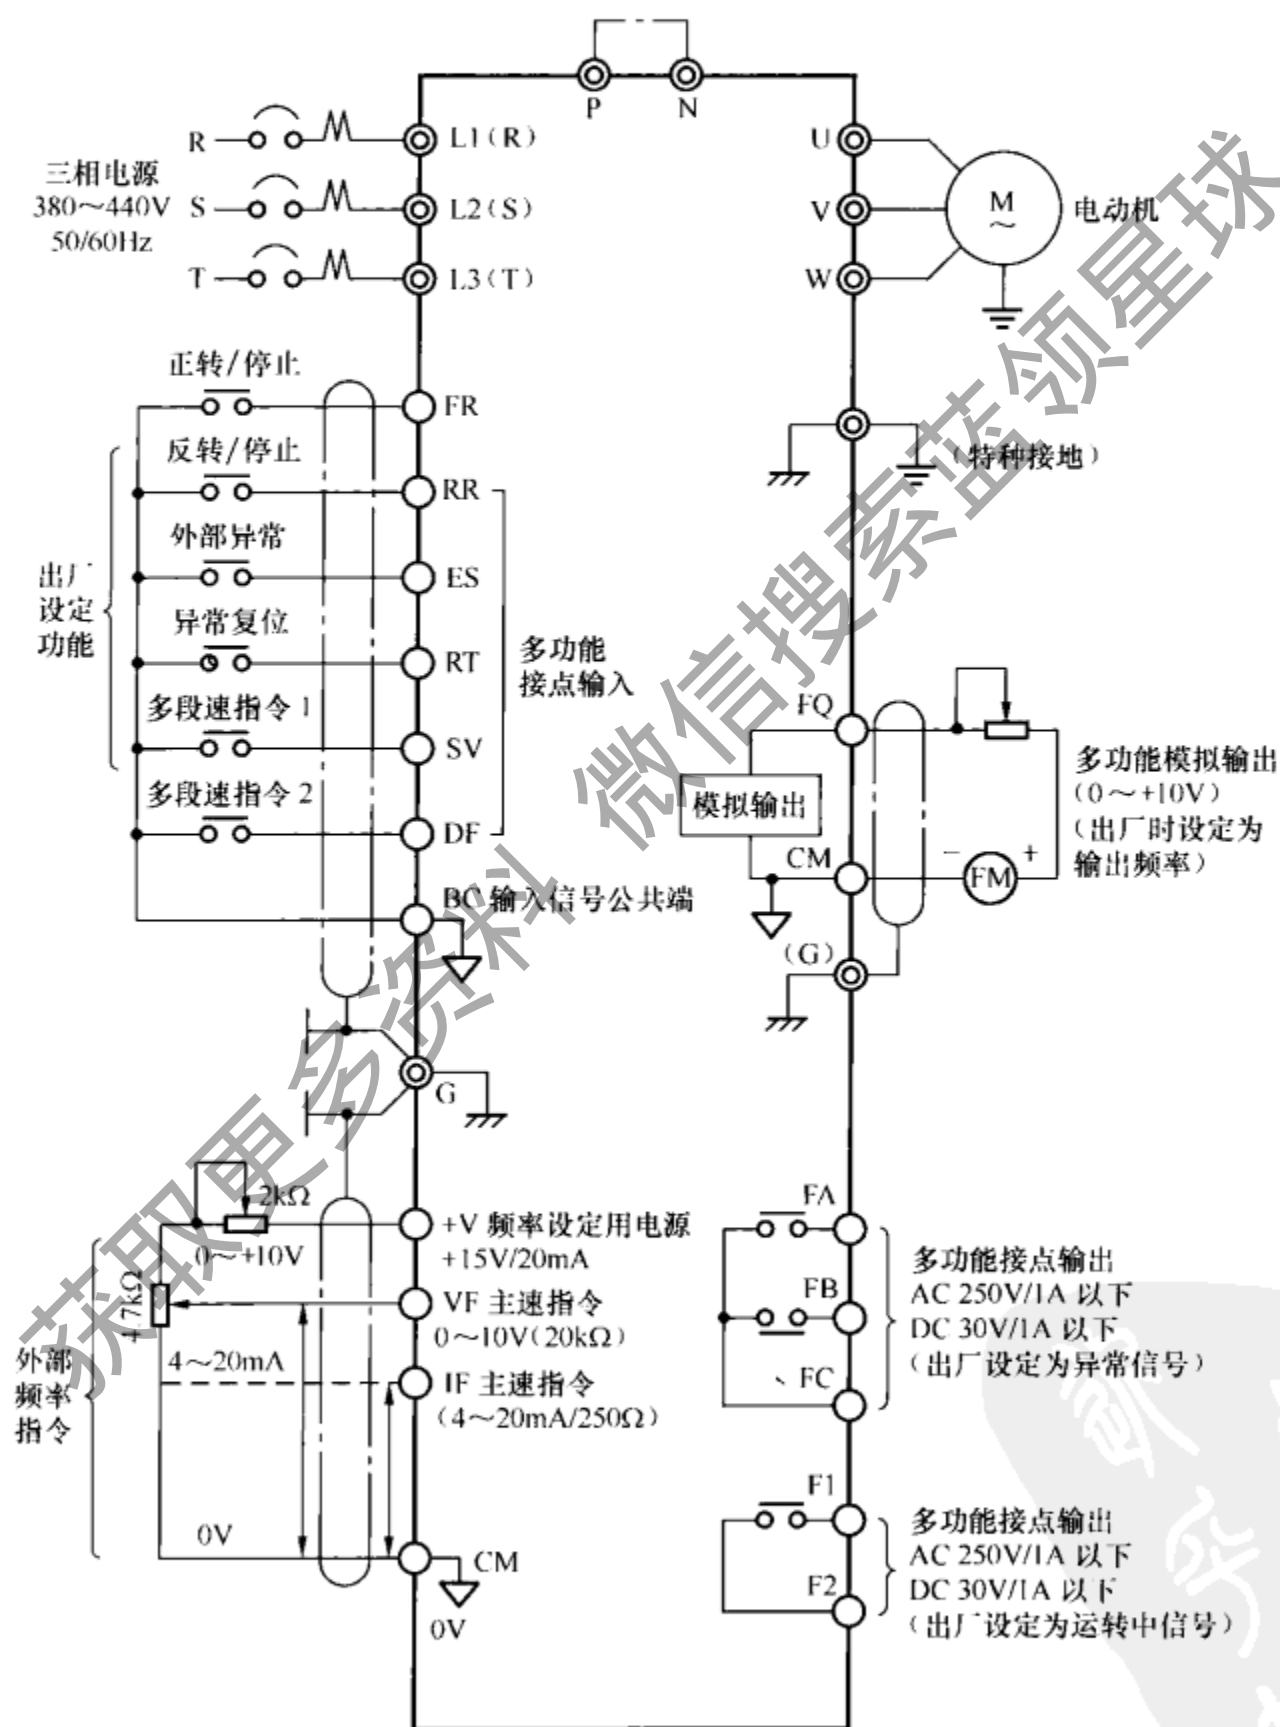 P
N
R
L1(R)
U
三相电源
380～440V
50/60Hz
S
L2(S)
V
M
～
电动机
T
L3(T)
W
正转/停止
FR
反转/停止
RR
(特种接地)
外部异常
ES
出厂
设定
功能
异常复位
RT
多功能
接点输入
多段速指令 1
SV
多段速指令 2
DF
BC 输入信号公共端
FQ
模拟输出
CM
多功能模拟输出
(0～+10V)
(出厂时设定为
输出频率)
－
+
FM
(G)
G
2kΩ
0～+10V
+V 频率设定用电源
+15V/20mA
4.7kΩ
VF 主速指令
0～10V(20kΩ)
外部
频率
指令
4～20mA
IF 主速指令
(4～20mA/250Ω)
0V
CM
0V
FA
FB
FC
多功能接点输出
AC 250V/1A 以下
DC 30V/1A 以下
(出厂设定为异常信号)
F1
F2
多功能接点输出
AC 250V/1A 以下
DC 30V/1A 以下
(出厂设定为运转中信号)
获取更多资料 微信搜索蓝领星球